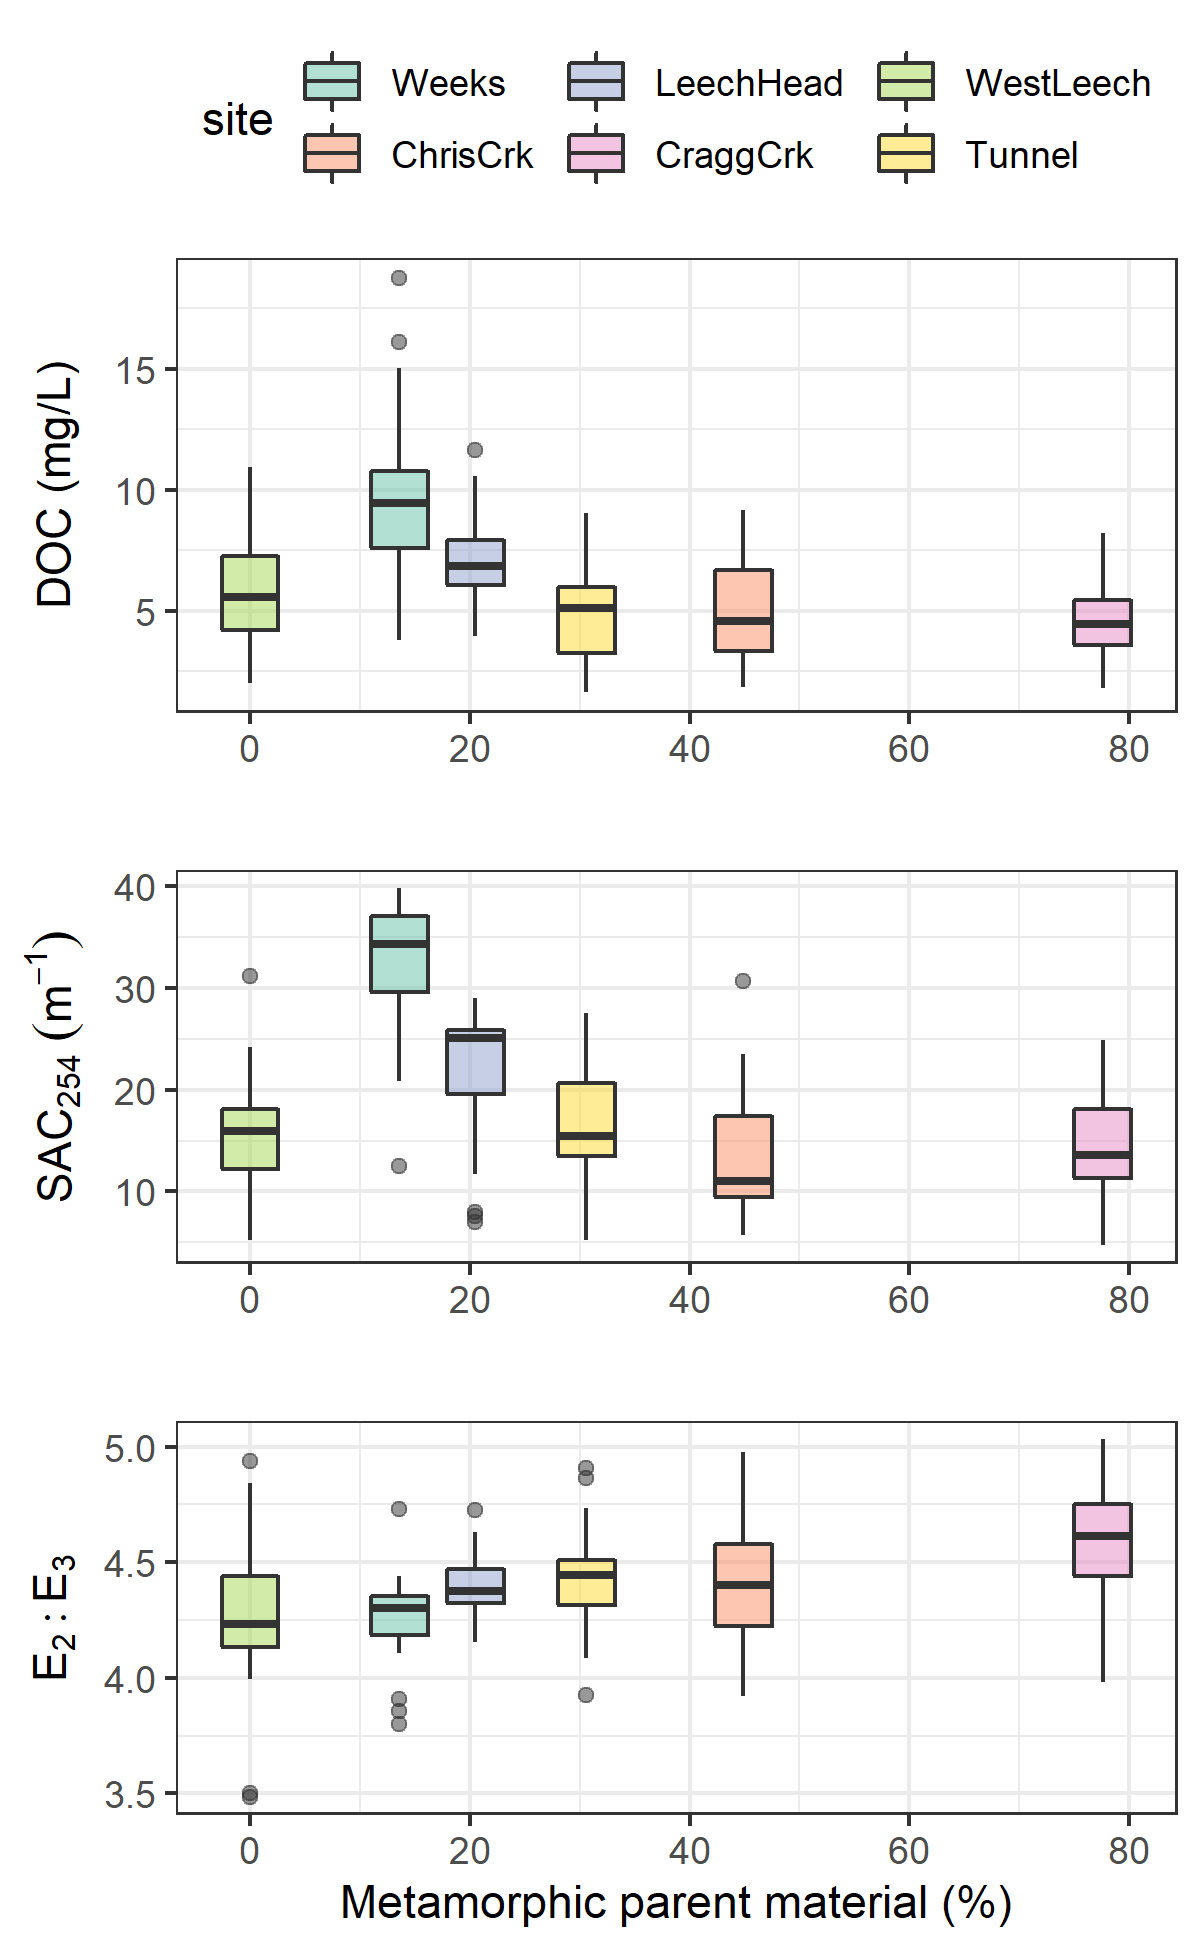 site
Weeks LeechHead WestLeech
ChrisCrk CraggCrk Tunnel
DOC (mg/L)
15
10
5
0 20 40 60 80
SAC₂₅₄ (m⁻¹)
40
30
20
10
0 20 40 60 80
E₂ : E₃
5.0
4.5
4.0
3.5
0 20 40 60 80
Metamorphic parent material (%)